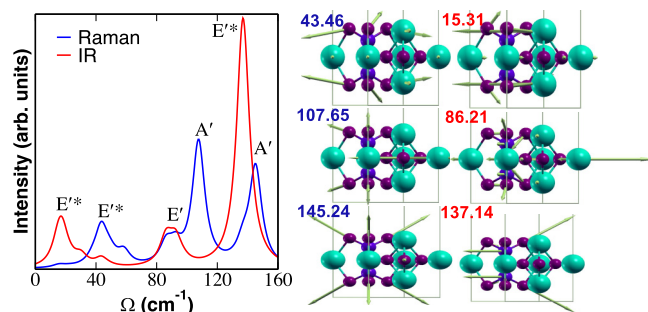 Intensity (arb. units)
Raman
IR
E′*
E′*
E′
A′
E′*
A′
0
40
80
120
160
Ω (cm⁻¹)
43.46
15.31
107.65
86.21
145.24
137.14